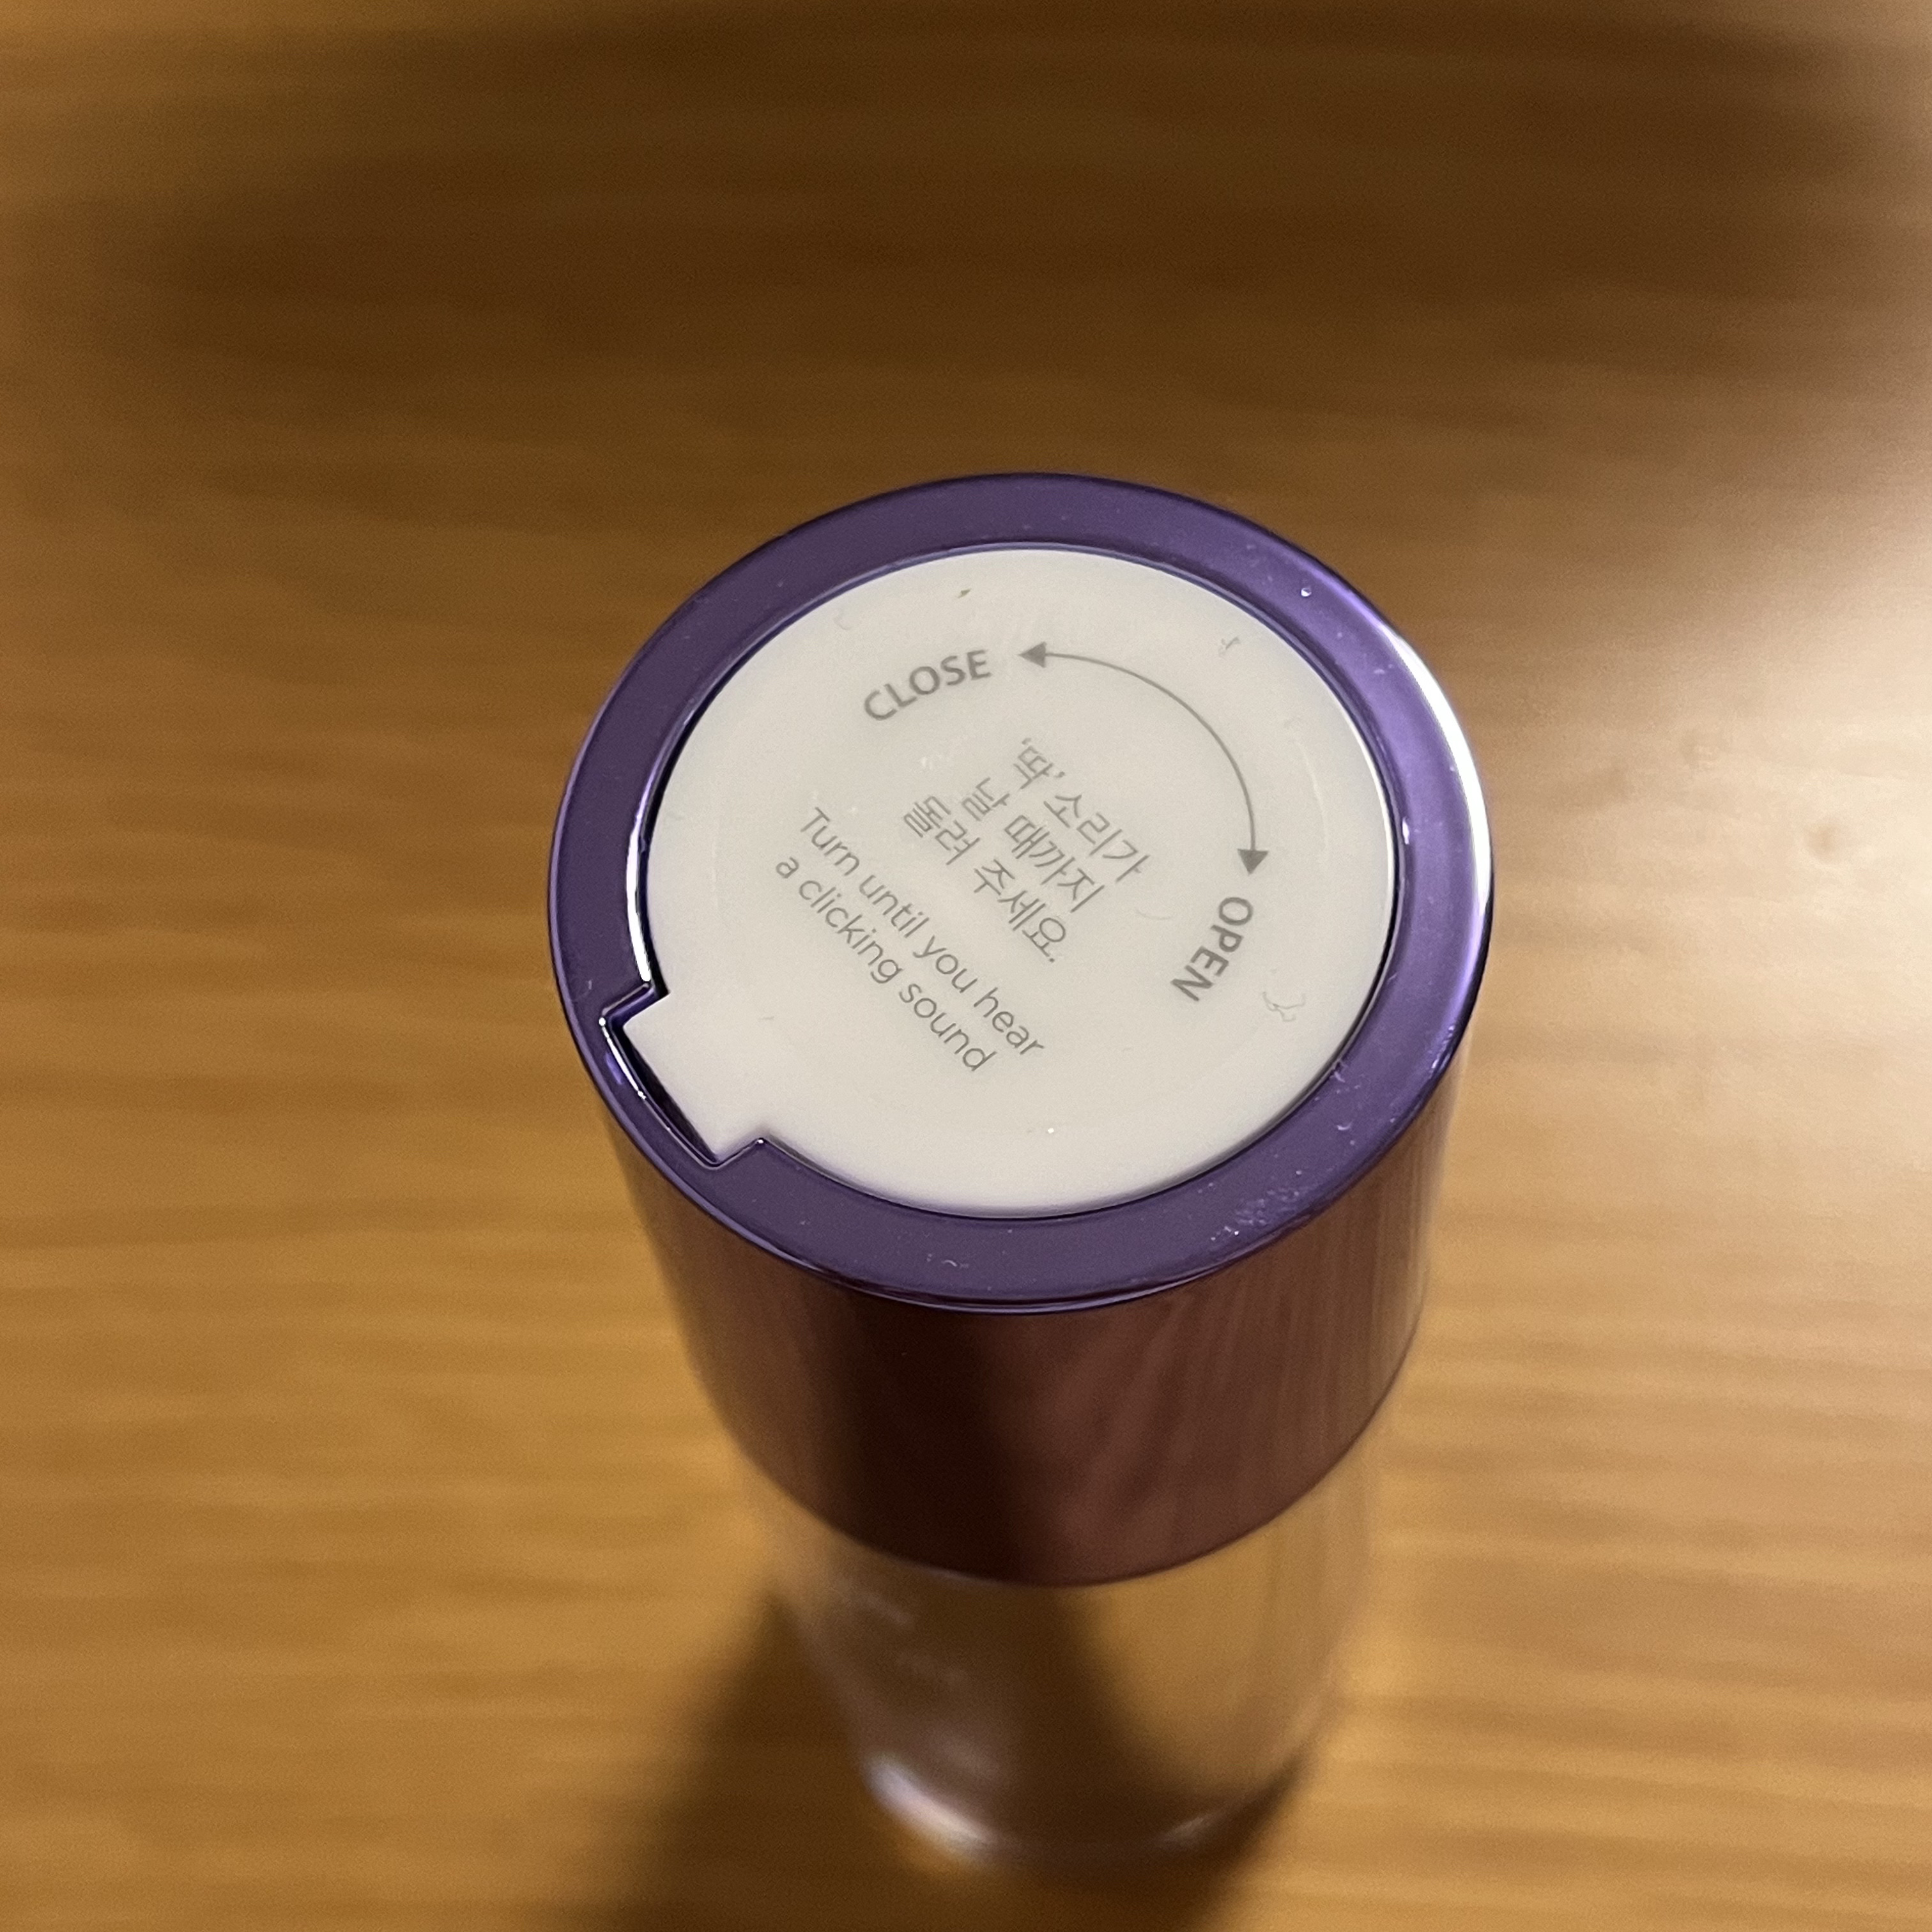 CLOSE
OPEN
'딱' 소리가
날 때까지
돌려 주세요.
Turn until you hear
a clicking sound